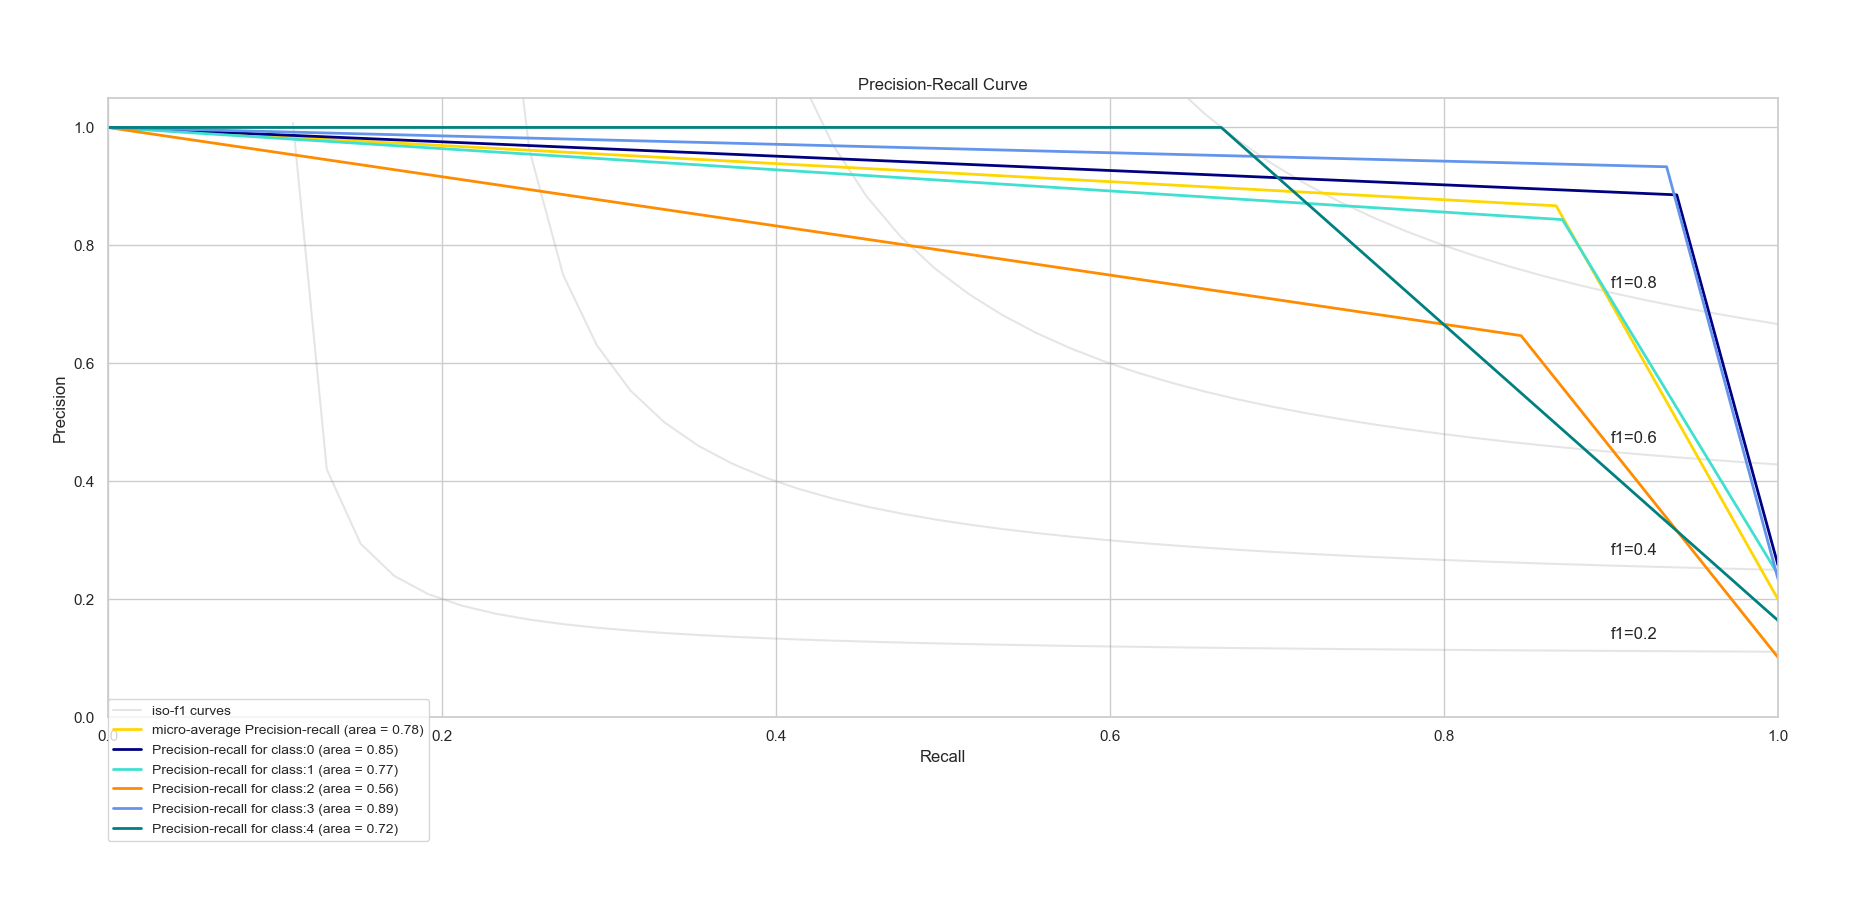 Precision-Recall Curve
1.0
0.8
0.6
0.4
0.2
0.0
Precision
f1=0.8
f1=0.6
f1=0.4
f1=0.2
0.0 0.2 0.4 0.6 0.8 1.0
Recall
iso-f1 curves
micro-average Precision-recall (area = 0.78)
Precision-recall for class:0 (area = 0.85)
Precision-recall for class:1 (area = 0.77)
Precision-recall for class:2 (area = 0.56)
Precision-recall for class:3 (area = 0.89)
Precision-recall for class:4 (area = 0.72)